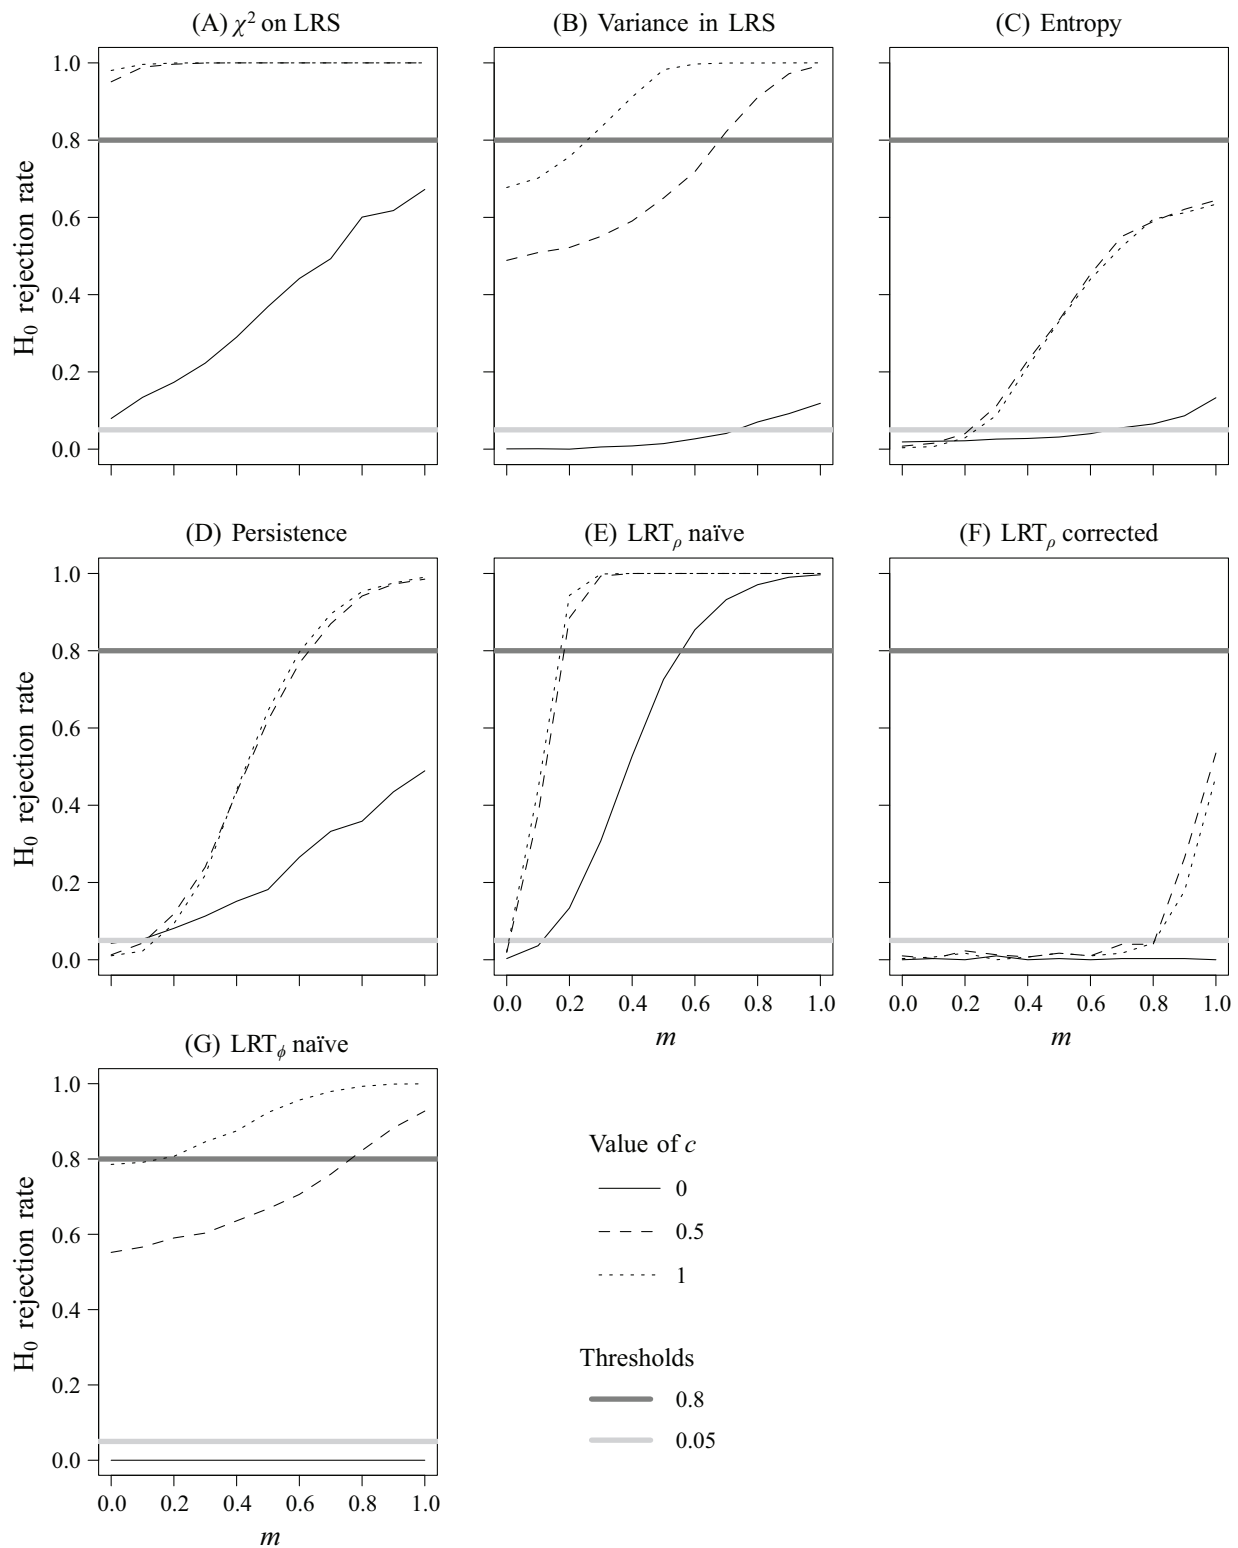 (A) χ² on LRS
(B) Variance in LRS
(C) Entropy
H₀ rejection rate
1.0
0.8
0.6
0.4
0.2
0.0
(D) Persistence
(E) LRTρ naïve
(F) LRTρ corrected
H₀ rejection rate
1.0
0.8
0.6
0.4
0.2
0.0
0.0 0.2 0.4 0.6 0.8 1.0
m
0.0 0.2 0.4 0.6 0.8 1.0
m
(G) LRTϕ naïve
H₀ rejection rate
1.0
0.8
0.6
0.4
0.2
0.0
0.0 0.2 0.4 0.6 0.8 1.0
m
Value of c
0
0.5
1
Thresholds
0.8
0.05